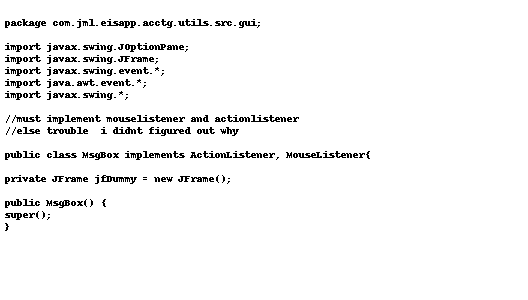 package com.jml.eisapp.acctg.utils.src.gui;
import javax.swing.JOptionPane;
import javax.swing.JFrame;
import javax.swing.event.*;
import java.awt.event.*;
import javax.swing.*;
//must implement mouselistener and actionlistener
//else trouble  i didnt figured out why
public class MsgBox implements ActionListener, MouseListener{
private JFrame jfDummy = new JFrame();
public MsgBox() {
super();
}